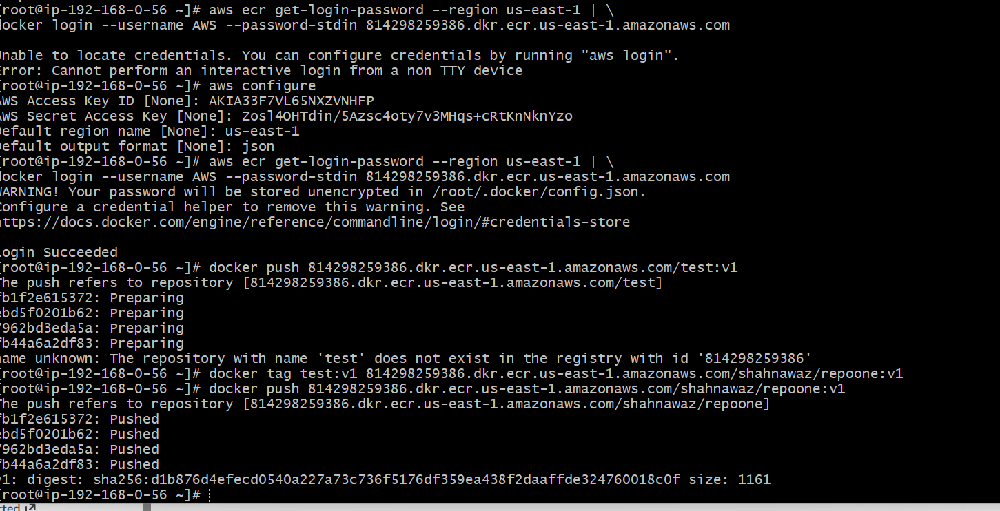 [root@ip-192-168-0-56 ~]# aws ecr get-login-password --region us-east-1 | \
docker login --username AWS --password-stdin 814298259386.dkr.ecr.us-east-1.amazonaws.com
Unable to locate credentials. You can configure credentials by running "aws login".
Error: Cannot perform an interactive login from a non TTY device
[root@ip-192-168-0-56 ~]# aws configure
AWS Access Key ID [None]: AKIA33F7VL65NXZVNHFP
AWS Secret Access Key [None]: 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
Default region name [None]: us-east-1
Default output format [None]: json
[root@ip-192-168-0-56 ~]# aws ecr get-login-password --region us-east-1 | \
docker login --username AWS --password-stdin 814298259386.dkr.ecr.us-east-1.amazonaws.com
WARNING! Your password will be stored unencrypted in /root/.docker/config.json.
Configure a credential helper to remove this warning. See
https://docs.docker.com/engine/reference/commandline/login/#credentials-store
Login Succeeded
[root@ip-192-168-0-56 ~]# docker push 814298259386.dkr.ecr.us-east-1.amazonaws.com/test:v1
The push refers to repository [814298259386.dkr.ecr.us-east-1.amazonaws.com/test]
fb1f2e615372: Preparing
ebd5f0201b62: Preparing
7962bd3eda5a: Preparing
fb44a6a2df83: Preparing
name unknown: The repository with name 'test' does not exist in the registry with id '814298259386'
[root@ip-192-168-0-56 ~]# docker tag test:v1 814298259386.dkr.ecr.us-east-1.amazonaws.com/shahnawaz/repoone:v1
[root@ip-192-168-0-56 ~]# docker push 814298259386.dkr.ecr.us-east-1.amazonaws.com/shahnawaz/repoone:v1
The push refers to repository [814298259386.dkr.ecr.us-east-1.amazonaws.com/shahnawaz/repoone]
fb1f2e615372: Pushed
ebd5f0201b62: Pushed
7962bd3eda5a: Pushed
fb44a6a2df83: Pushed
v1: digest: sha256:d1b876d4efecd0540a227a73c736f5176df359ea438f2daaffde324760018c0f size: 1161
[root@ip-192-168-0-56 ~]#